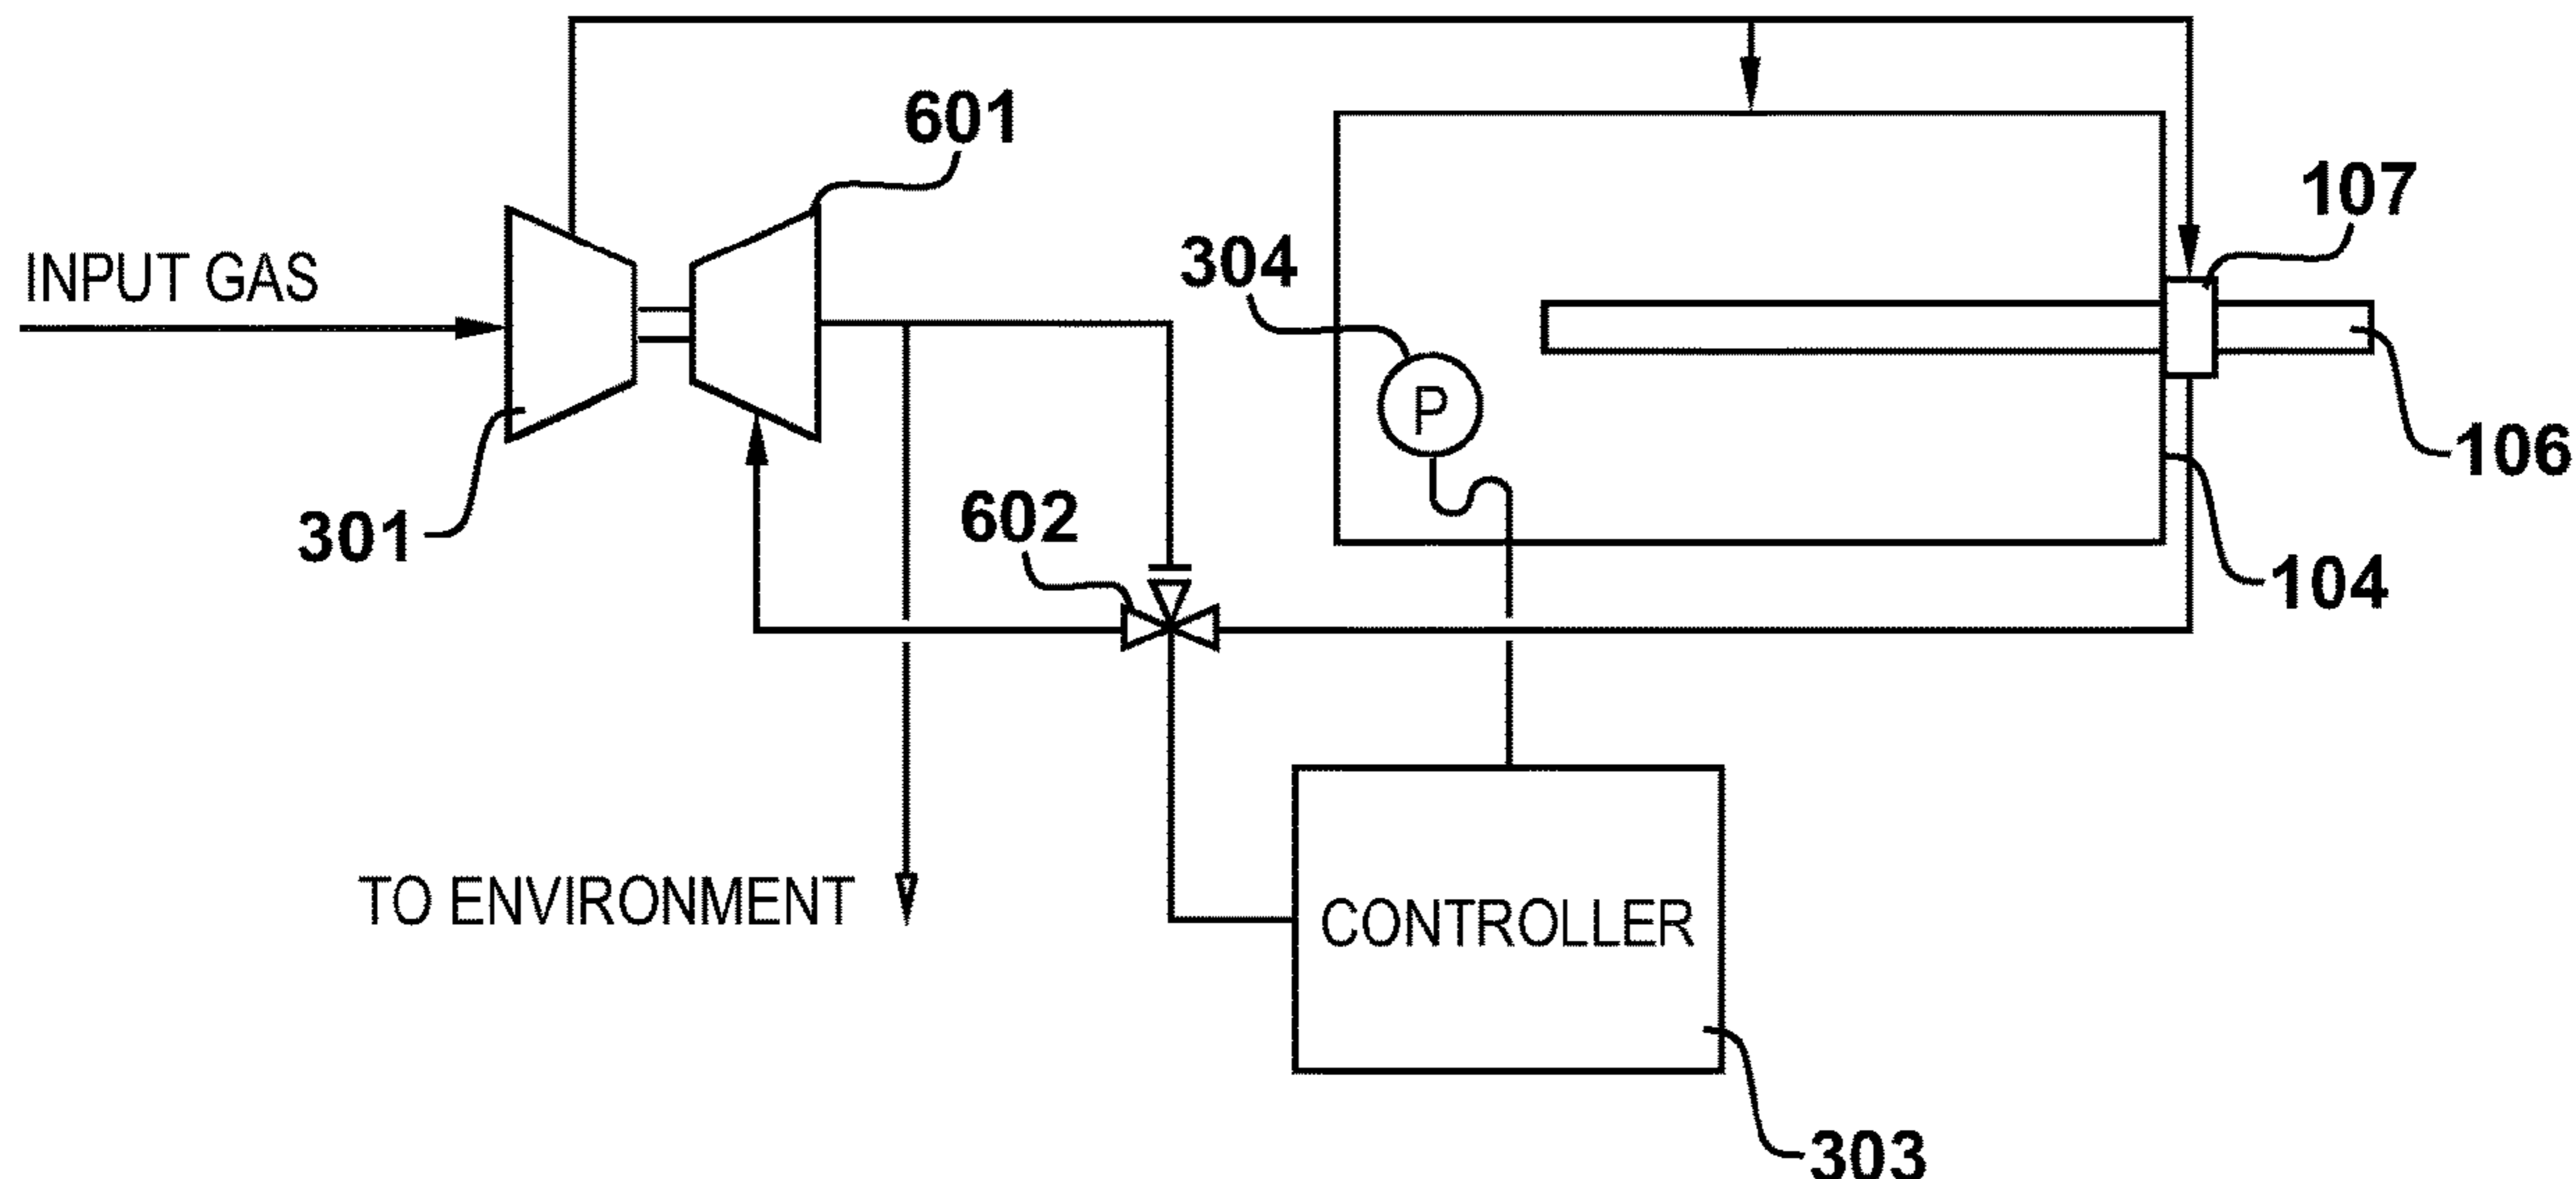 601
107
304
INPUT GAS
P
106
602
301
104
TO ENVIRONMENT
CONTROLLER
303